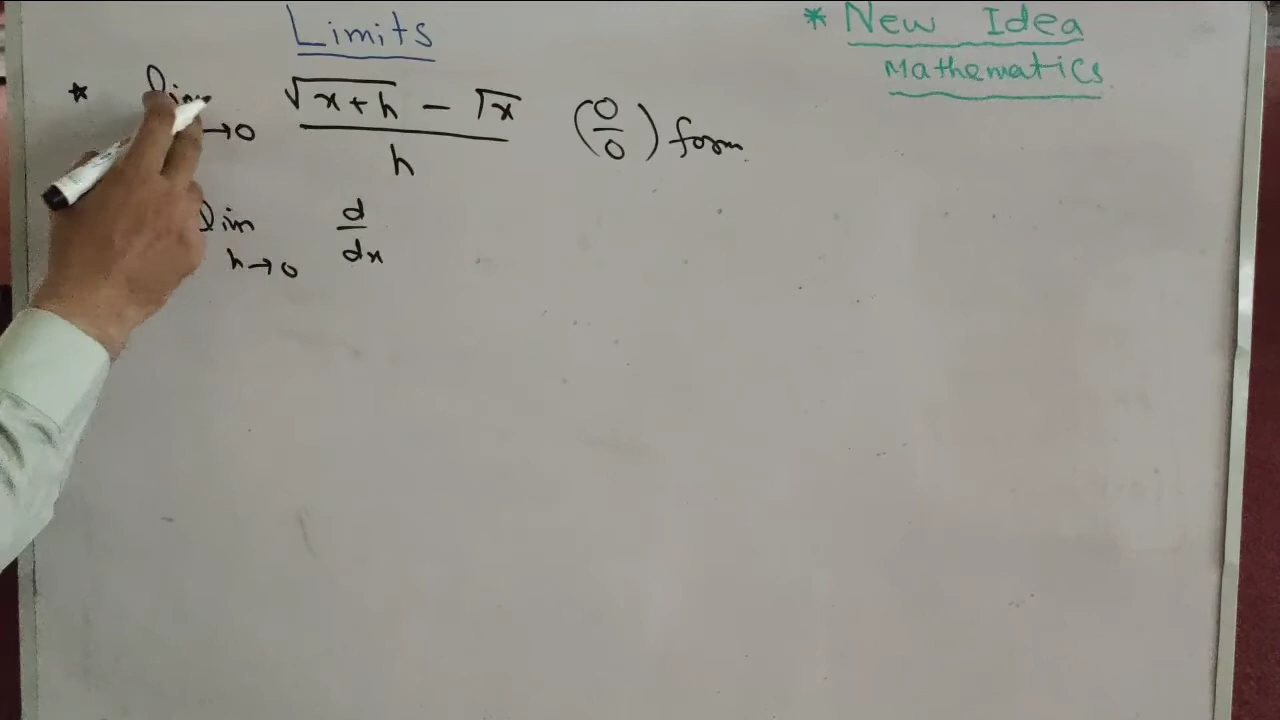 Limits
* New Idea
Mathematics
* lim →0 (√(x+h) − √x)/h (0/0) form
lim h→0 d/dx